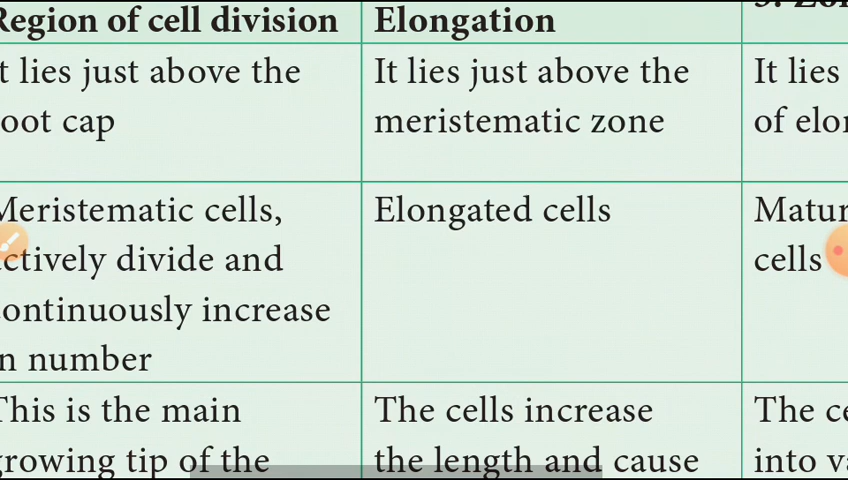 Region of cell division
Elongation
t lies just above the
oot cap
It lies just above the
meristematic zone
It lies
of elon
Meristematic cells,
ctively divide and
ontinuously increase
n number
Elongated cells
Matur
cells
This is the main
growing tip of the
The cells increase
the length and cause
The ce
into va